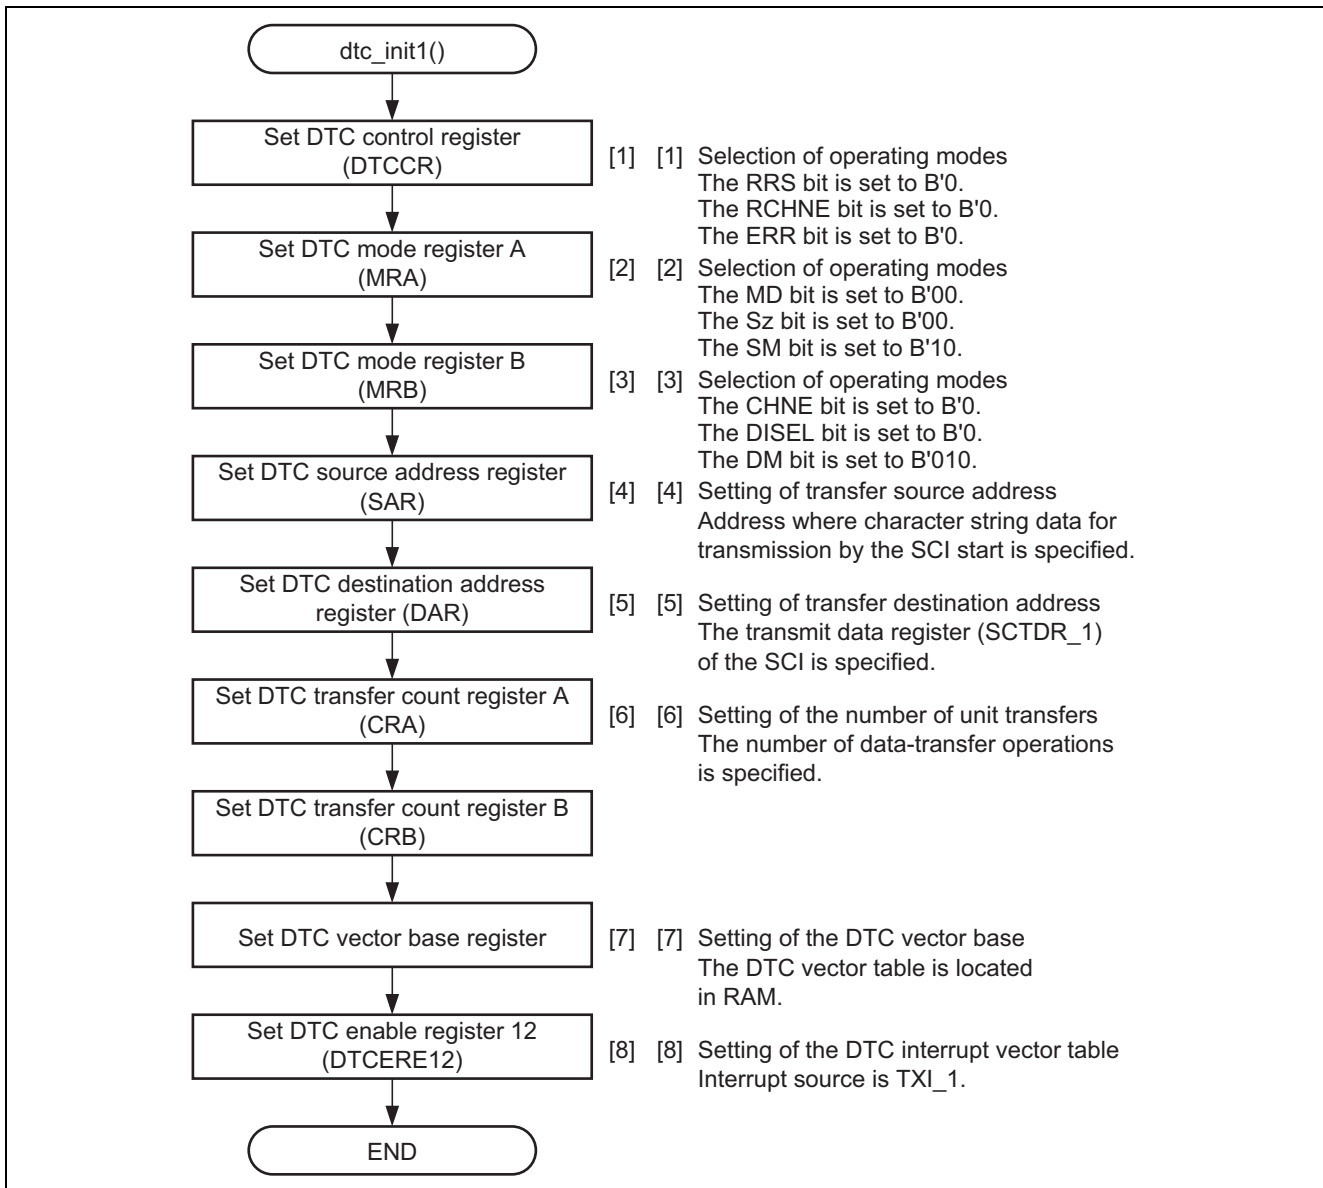 dtc_init1()
Set DTC control register
(DTCCR)
[1] [1] Selection of operating modes
The RRS bit is set to B'0.
The RCHNE bit is set to B'0.
The ERR bit is set to B'0.
Set DTC mode register A
(MRA)
[2] [2] Selection of operating modes
The MD bit is set to B'00.
The Sz bit is set to B'00.
The SM bit is set to B'10.
Set DTC mode register B
(MRB)
[3] [3] Selection of operating modes
The CHNE bit is set to B'0.
The DISEL bit is set to B'0.
The DM bit is set to B'010.
Set DTC source address register
(SAR)
[4] [4] Setting of transfer source address
Address where character string data for
transmission by the SCI start is specified.
Set DTC destination address
register (DAR)
[5] [5] Setting of transfer destination address
The transmit data register (SCTDR_1)
of the SCI is specified.
Set DTC transfer count register A
(CRA)
[6] [6] Setting of the number of unit transfers
The number of data-transfer operations
is specified.
Set DTC transfer count register B
(CRB)
Set DTC vector base register
[7] [7] Setting of the DTC vector base
The DTC vector table is located
in RAM.
Set DTC enable register 12
(DTCERE12)
[8] [8] Setting of the DTC interrupt vector table
Interrupt source is TXI_1.
END